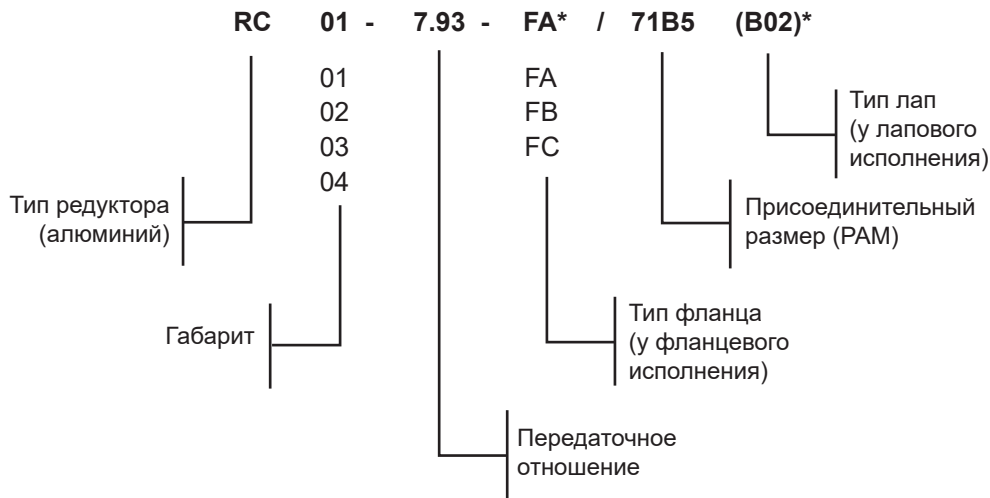 RC 01 - 7.93 - FA* / 71B5 (B02)*
01 FA
02 FB
03 FC
04
Тип лап
(у лапового
исполнения)
Тип редуктора
(алюминий)
Присоединительный
размер (PAM)
Габарит
Тип фланца
(у фланцевого
исполнения)
Передаточное
отношение